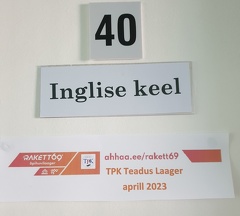 40
Inglise keel
RAKETT69
TPK
ahhaa.ee/rakett69
TPK Teadus Laager
aprill 2023